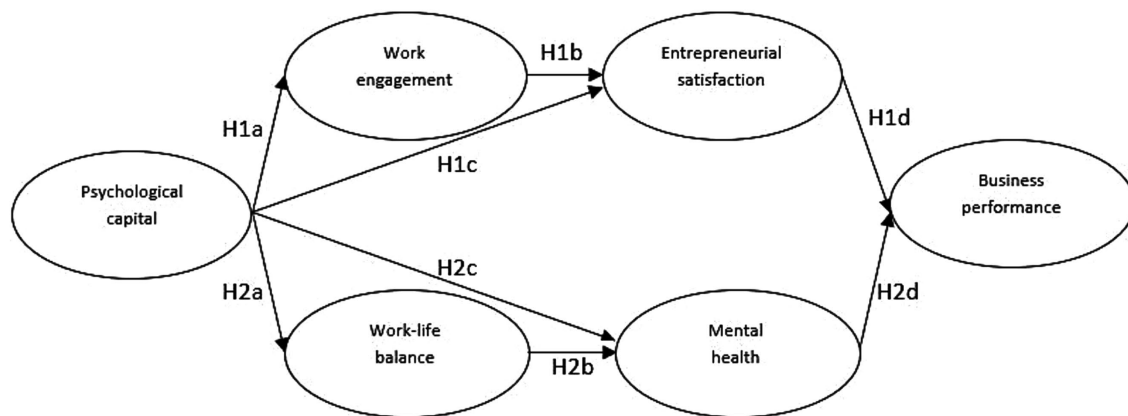 Work
engagement
H1b
Entrepreneurial
satisfaction
H1a
H1c
H1d
Psychological
capital
Business
performance
H2a
H2c
H2d
Work-life
balance
H2b
Mental
health